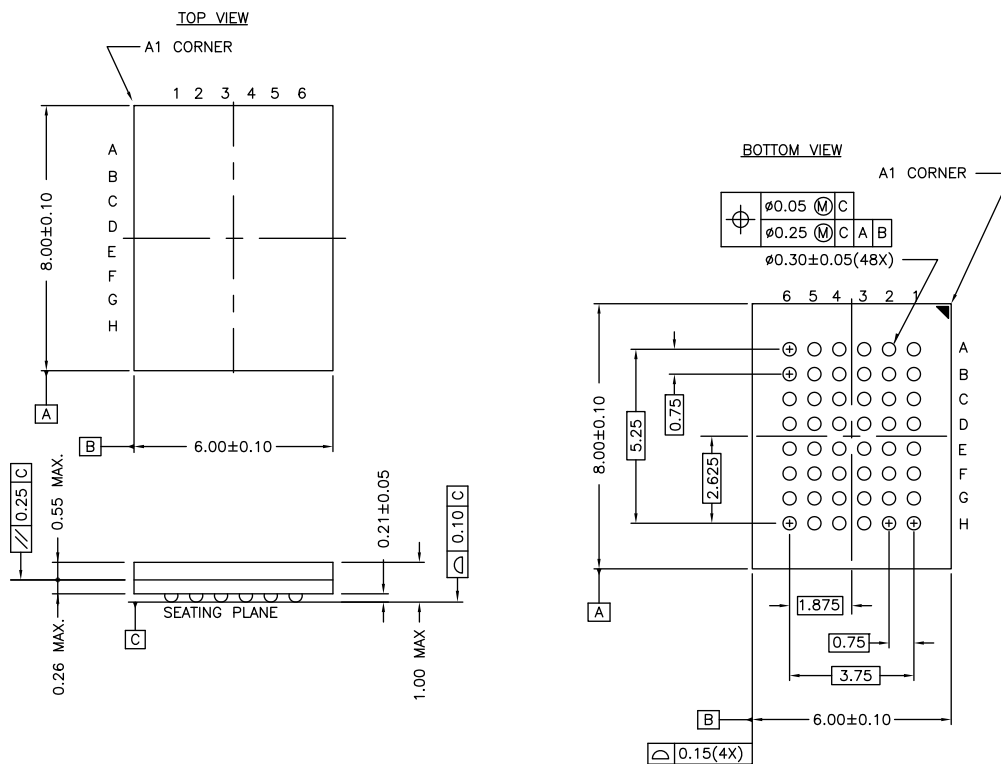 TOP VIEW
A1 CORNER
1 2 3 4 5 6
A
B
C
D
E
F
G
H
8.00±0.10
A
B
6.00±0.10
// 0.25 C
0.55 MAX.
0.21±0.05
⌓ 0.10 C
SEATING PLANE
C
0.26 MAX.
1.00 MAX
BOTTOM VIEW
A1 CORNER
⌖ ø0.05 Ⓜ C
ø0.25 Ⓜ C A B
ø0.30±0.05(48X)
6 5 4 3 2 1
A
B
C
D
E
F
G
H
8.00±0.10
5.25
0.75
2.625
A
1.875
0.75
3.75
B
6.00±0.10
⌓ 0.15(4X)